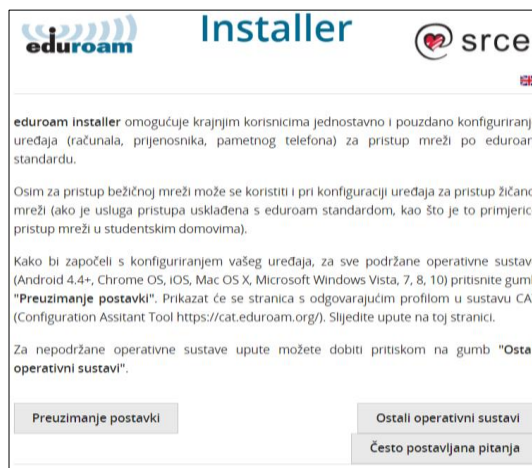 eduroam
Installer
srce
eduroam installer omogućuje krajnjim korisnicima jednostavno i pouzdano konfiguriranj
uređaja (računala, prijenosnika, pametnog telefona) za pristup mreži po eduroar
standardu.
Osim za pristup bežičnoj mreži može se koristiti i pri konfiguraciji uređaja za pristup žičano
mreži (ako je usluga pristupa usklađena s eduroam standardom, kao što je to primjeric
pristup mreži u studentskim domovima).
Kako bi započeli s konfiguriranjem vašeg uređaja, za sve podržane operativne sustav
(Android 4.4+, Chrome OS, iOS, Mac OS X, Microsoft Windows Vista, 7, 8, 10) pritisnite gum
"Preuzimanje postavki". Prikazat će se stranica s odgovarajućim profilom u sustavu CA
(Configuration Assitant Tool https://cat.eduroam.org/). Slijedite upute na toj stranici.
Za nepodržane operativne sustave upute možete dobiti pritiskom na gumb "Osta
operativni sustavi".
Preuzimanje postavki
Ostali operativni sustavi
Često postavljana pitanja